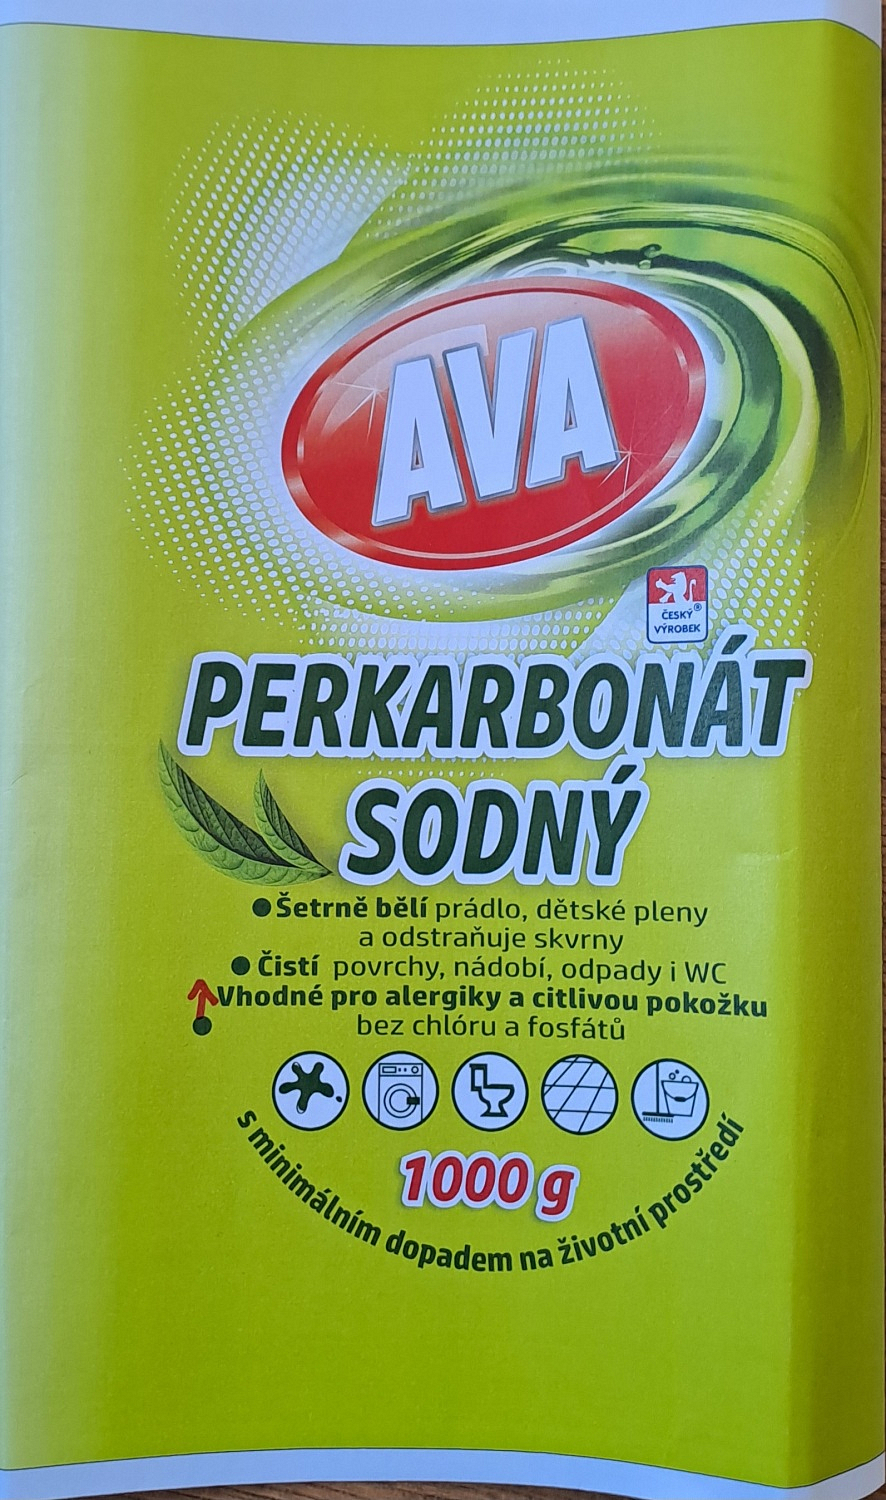 AVA
ČESKÝ®
VÝROBEK
PERKARBONÁT
SODNÝ
●Šetrně bělí prádlo, dětské pleny
a odstraňuje skvrny
● Čistí povrchy, nádobí, odpady i WC
●Vhodné pro alergiky a citlivou pokožku
bez chlóru a fosfátů
1000 g
s minimálním dopadem na životní prostředí